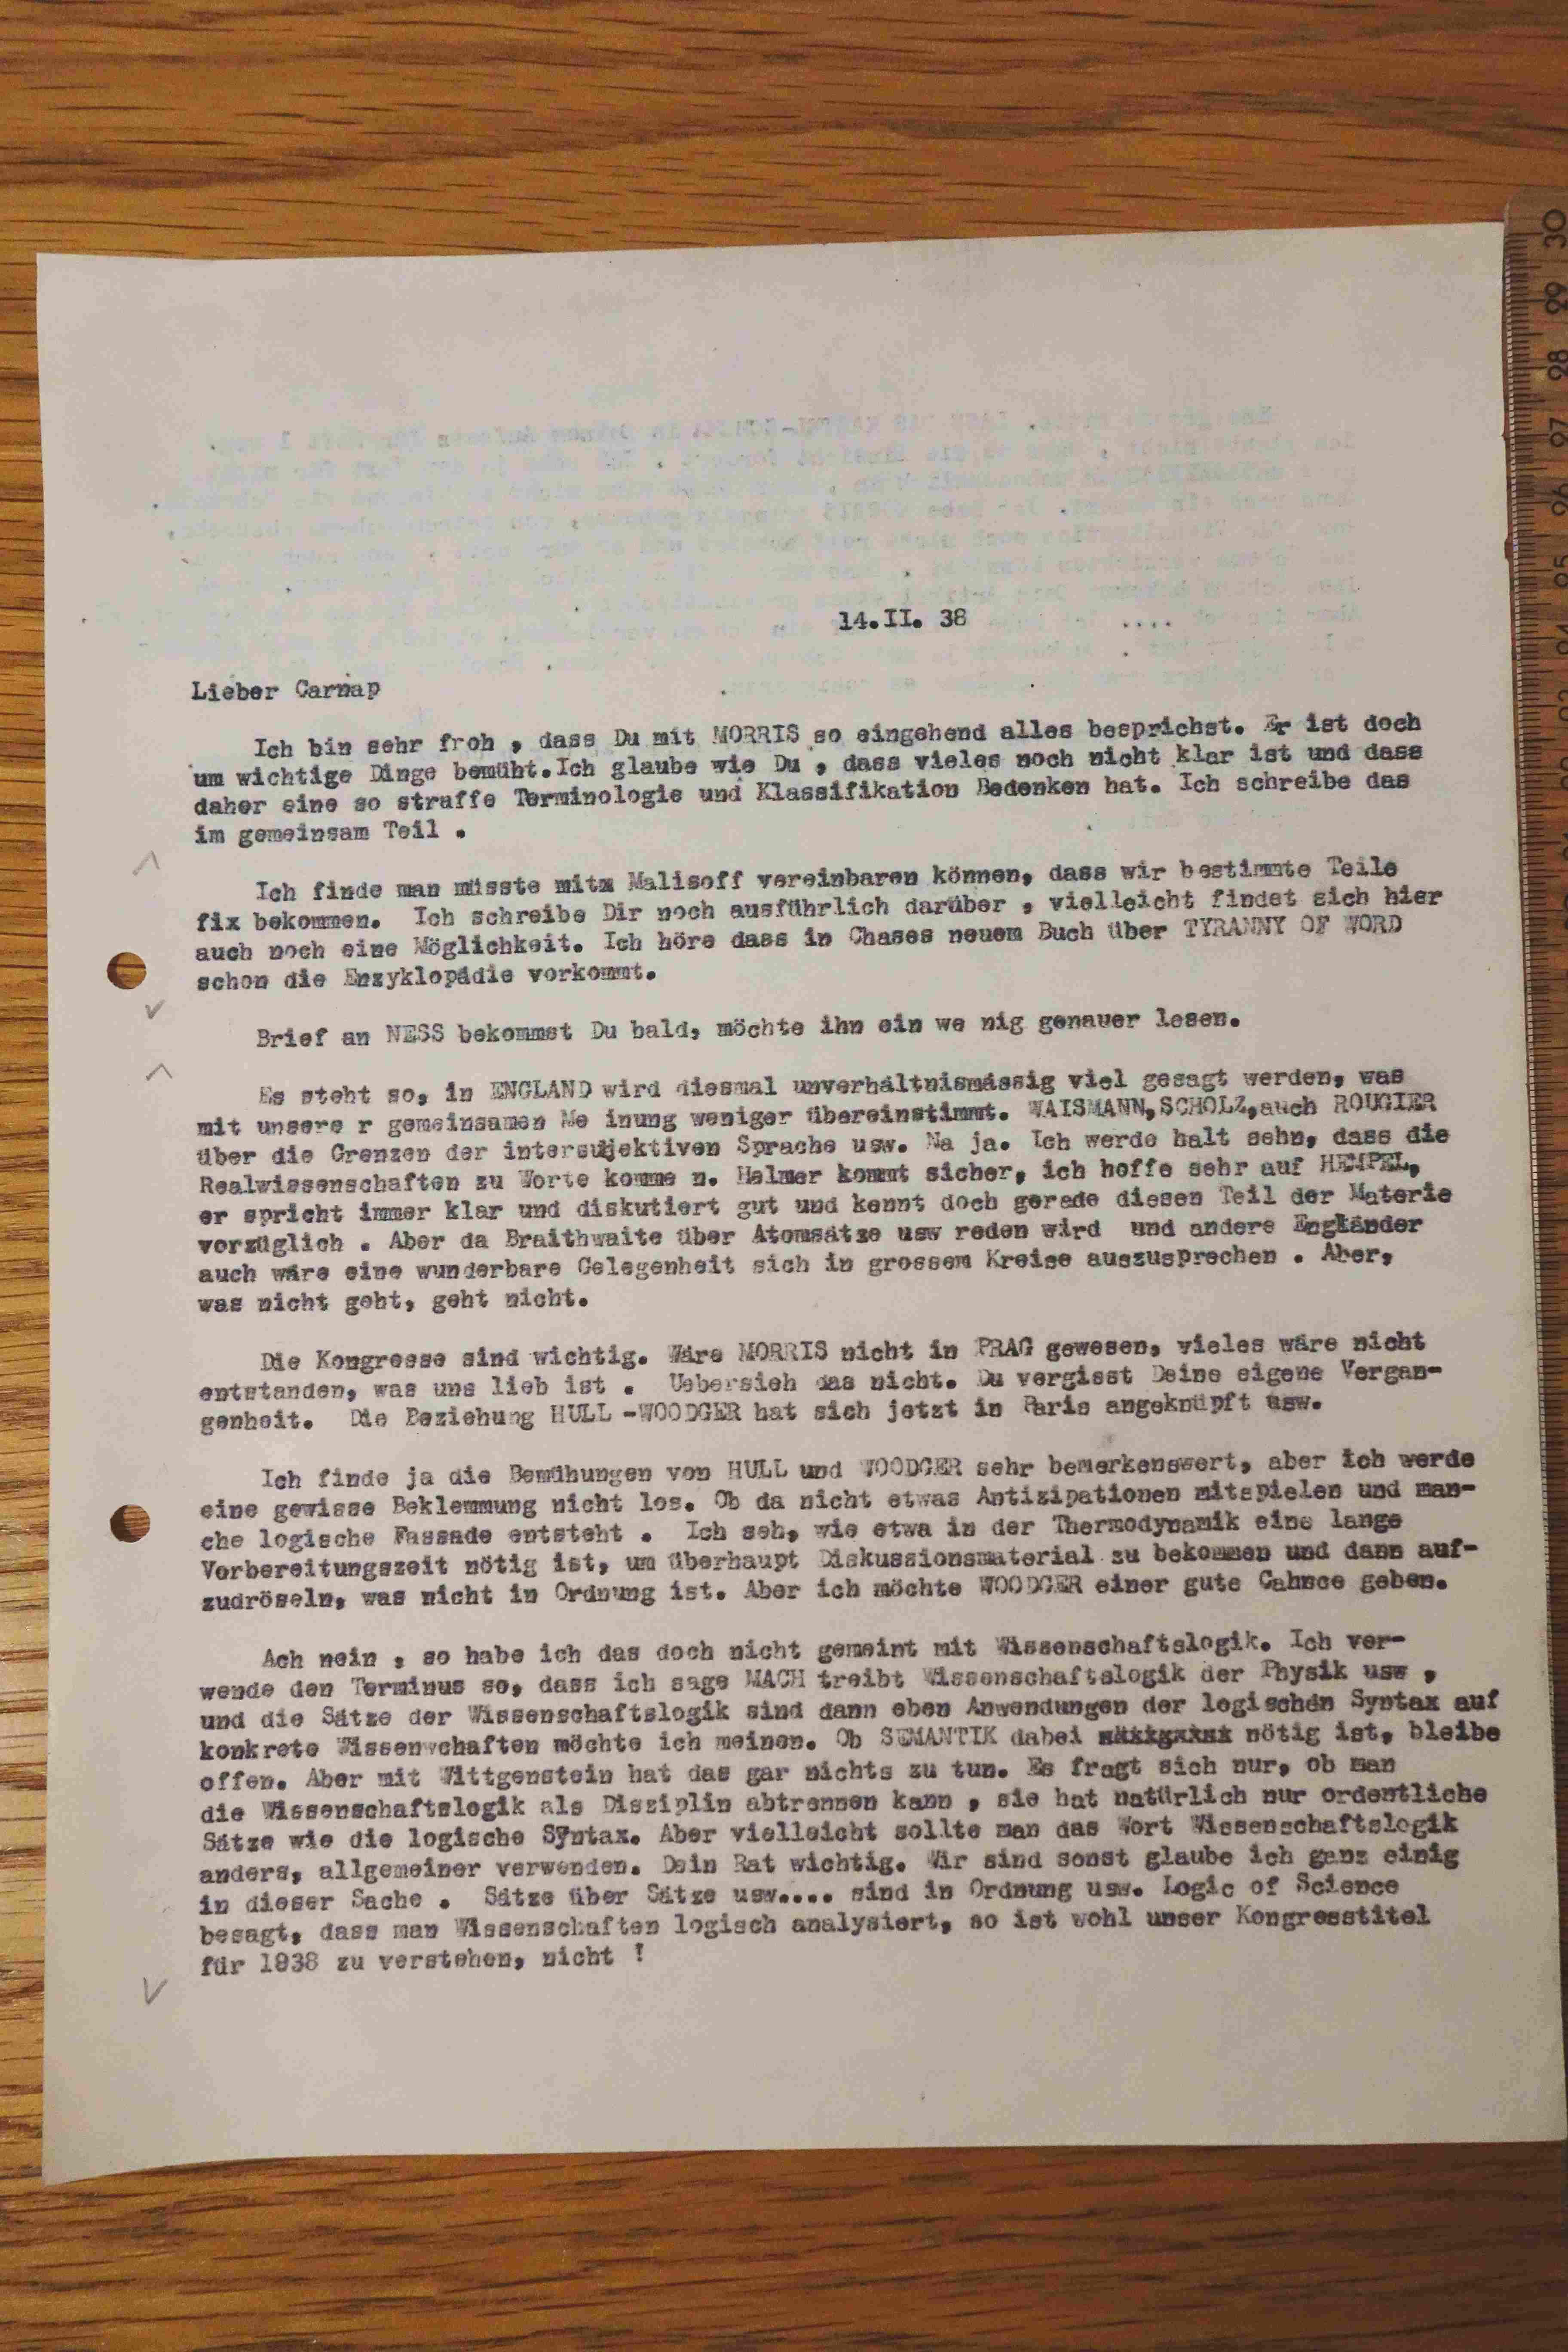 14.II. 38
....
Lieber Carnap
Ich bin sehr froh , dass Du mit MORRIS so eingehend alles besprichst. Er ist doch
um wichtige Dinge bemüht.Ich glaube wie Du , dass vieles noch nicht klar ist und dass
daher eine so straffe Terminologie und Klassifikation Bedenken hat. Ich schreibe das
im gemeinsam Teil .
Ich finde man müsste mitx Malisoff vereinbaren können, dass wir bestimmte Teile
fix bekommen. Ich schreibe Dir noch ausführlich darüber , vielleicht findet sich hier
auch noch eine Möglichkeit. Ich höre dass in Chases neuem Buch über TYRANNY OF WORD
schon die Enzyklopädie vorkommt.
Brief an NESS bekommst Du bald, möchte ihn ein we nig genauer lesen.
Es steht so, in ENGLAND wird diesmal unverhältnismässig viel gesagt werden, was
mit unsere r gemeinsamen Me inung weniger übereinstimmt. WAISMANN,SCHOLZ,auch ROUGIER
über die Grenzen der intersubjektiven Sprache usw. Na ja. Ich werde halt sehn, dass die
Realwissenschaften zu Worte komme n. Helmer kommt sicher, ich hoffe sehr auf HEMPEL,
er spricht immer klar und diskutiert gut und kennt doch gerade diesen Teil der Materie
vorzüglich . Aber da Braithwaite über Atomsätze usw reden wird und andere Engländer
auch wäre eine wunderbare Gelegenheit sich in grossem Kreise auszusprechen . Aber,
was nicht geht, geht nicht.
Die Kongresse sind wichtig. Wäre MORRIS nicht in PRAG gewesen, vieles wäre nicht
entstanden, was uns lieb ist . Uebersieh das nicht. Du vergisst Deine eigene Vergan-
genheit. Die Beziehung HULL -WOODGER hat sich jetzt in Paris angeknüpft usw.
Ich finde ja die Bemühungen von HULL und WOODGER sehr bemerkenswert, aber ich werde
eine gewisse Beklemmung nicht los. Ob da nicht etwas Antizipationen mitspielen und man-
che logische Fassade entsteht . Ich seh, wie etwa in der Thermodynamik eine lange
Vorbereitungszeit nötig ist, um überhaupt Diskussionsmaterial zu bekommen und dann auf-
zudröseln, was nicht in Ordnung ist. Aber ich möchte WOODGER einer gute Cahnce geben.
Ach nein , so habe ich das doch nicht gemeint mit Wissenschaftslogik. Ich ver-
wende den Terminus so, dass ich sage MACH treibt Wissenschaftslogik der Physik usw ,
und die Sätze der Wissenschaftslogik sind dann eben Anwendungen der logischen Syntax auf
konkrete Wissenwchaften möchte ich meinen. Ob SEMANTIK dabei nötig ist, bleibe
offen. Aber mit Wittgenstein hat das gar nichts zu tun. Es fragt sich nur, ob man
die Wissenschaftslogik als Disziplin abtrennen kann , sie hat natürlich nur ordentliche
Sätze wie die logische Syntax. Aber vielleicht sollte man das Wort Wissenschaftslogik
anders, allgemeiner verwenden. Dein Rat wichtig. Wir sind sonst glaube ich ganz einig
in dieser Sache . Sätze über Sätze usw.... sind in Ordnung usw. Logic of Science
besagt, dass man Wissenschaften logisch analysiert, so ist wohl unser Kongresstitel
für 1938 zu verstehen, nicht !
30
29
28
27
26
25
24